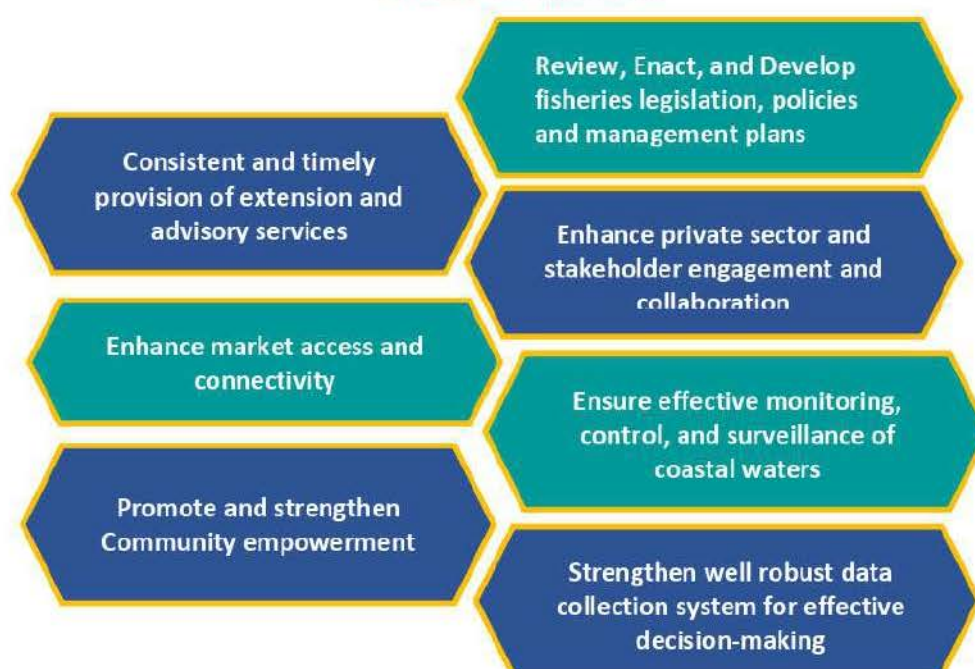 Review, Enact, and Develop
fisheries legislation, policies
and management plans
Consistent and timely
provision of extension and
advisory services
Enhance private sector and
stakeholder engagement and
collaboration
Enhance market access and
connectivity
Ensure effective monitoring,
control, and surveillance of
coastal waters
Promote and strengthen
Community empowerment
Strengthen well robust data
collection system for effective
decision-making